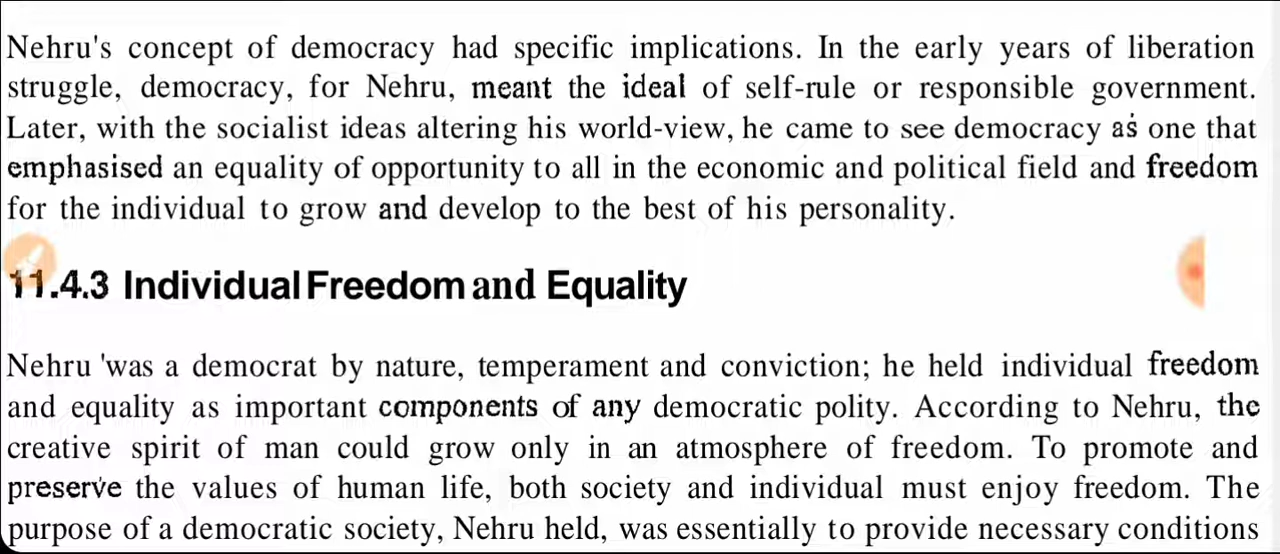 Nehru's concept of democracy had specific implications. In the early years of liberation
struggle, democracy, for Nehru, meant the ideal of self-rule or responsible government.
Later, with the socialist ideas altering his world-view, he came to see democracy as one that
emphasised an equality of opportunity to all in the economic and political field and freedom
for the individual to grow and develop to the best of his personality.
11.4.3 Individual Freedom and Equality
Nehru 'was a democrat by nature, temperament and conviction; he held individual freedom
and equality as important components of any democratic polity. According to Nehru, the
creative spirit of man could grow only in an atmosphere of freedom. To promote and
preserve the values of human life, both society and individual must enjoy freedom. The
purpose of a democratic society, Nehru held, was essentially to provide necessary conditions